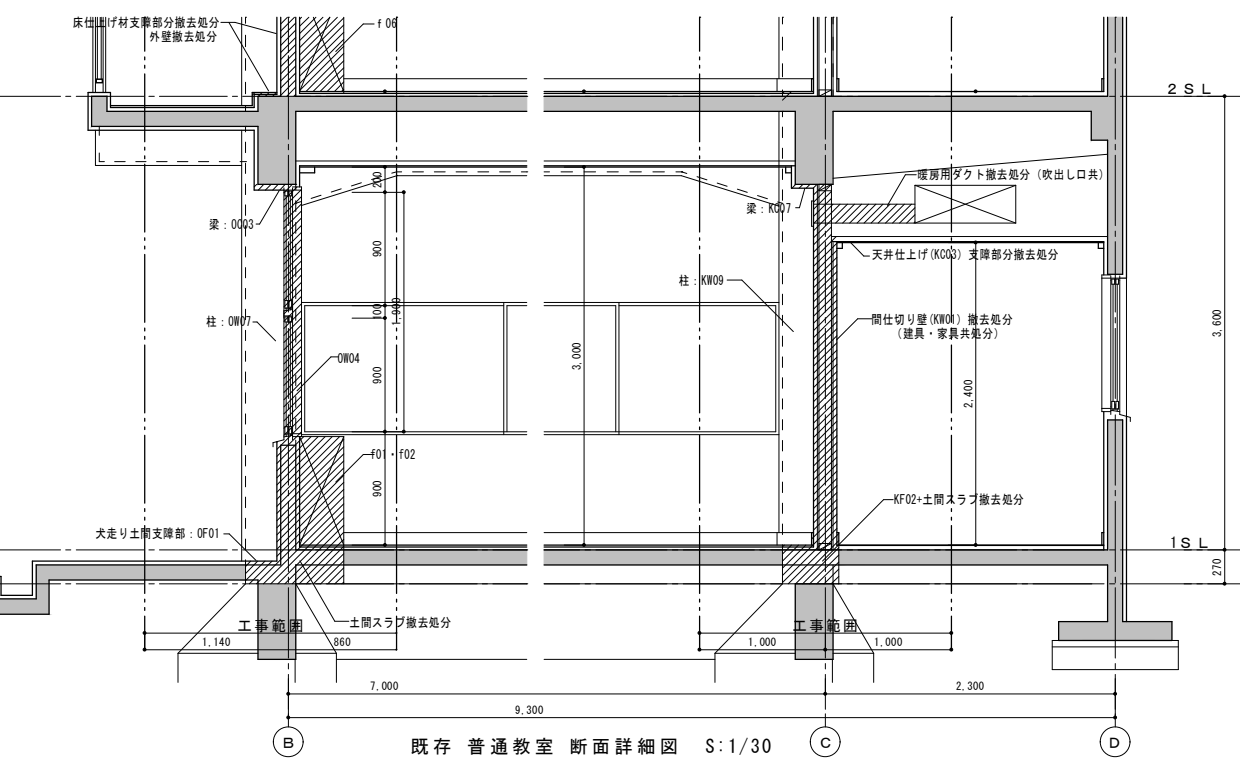 床仕上げ材支障部分撤去処分
外壁撤去処分
f06
2SL
暖房用ダクト撤去処分(吹出し口共)
梁:OC03
梁:KC07
200
900
天井仕上げ(KC03) 支障部分撤去処分
柱:KW09
柱:OW07
100
1,900
間仕切り壁(KW01) 撤去処分
(建具・家具共処分)
3,600
OW04
3,000
900
2,400
f01・f02
900
KF02+土間スラブ撤去処分
犬走り土間支障部:OF01
1SL
270
土間スラブ撤去処分
工事範囲
工事範囲
1,140
860
1,000
1,000
7,000
2,300
9,300
B
C
D
既存 普通教室 断面詳細図 S:1/30